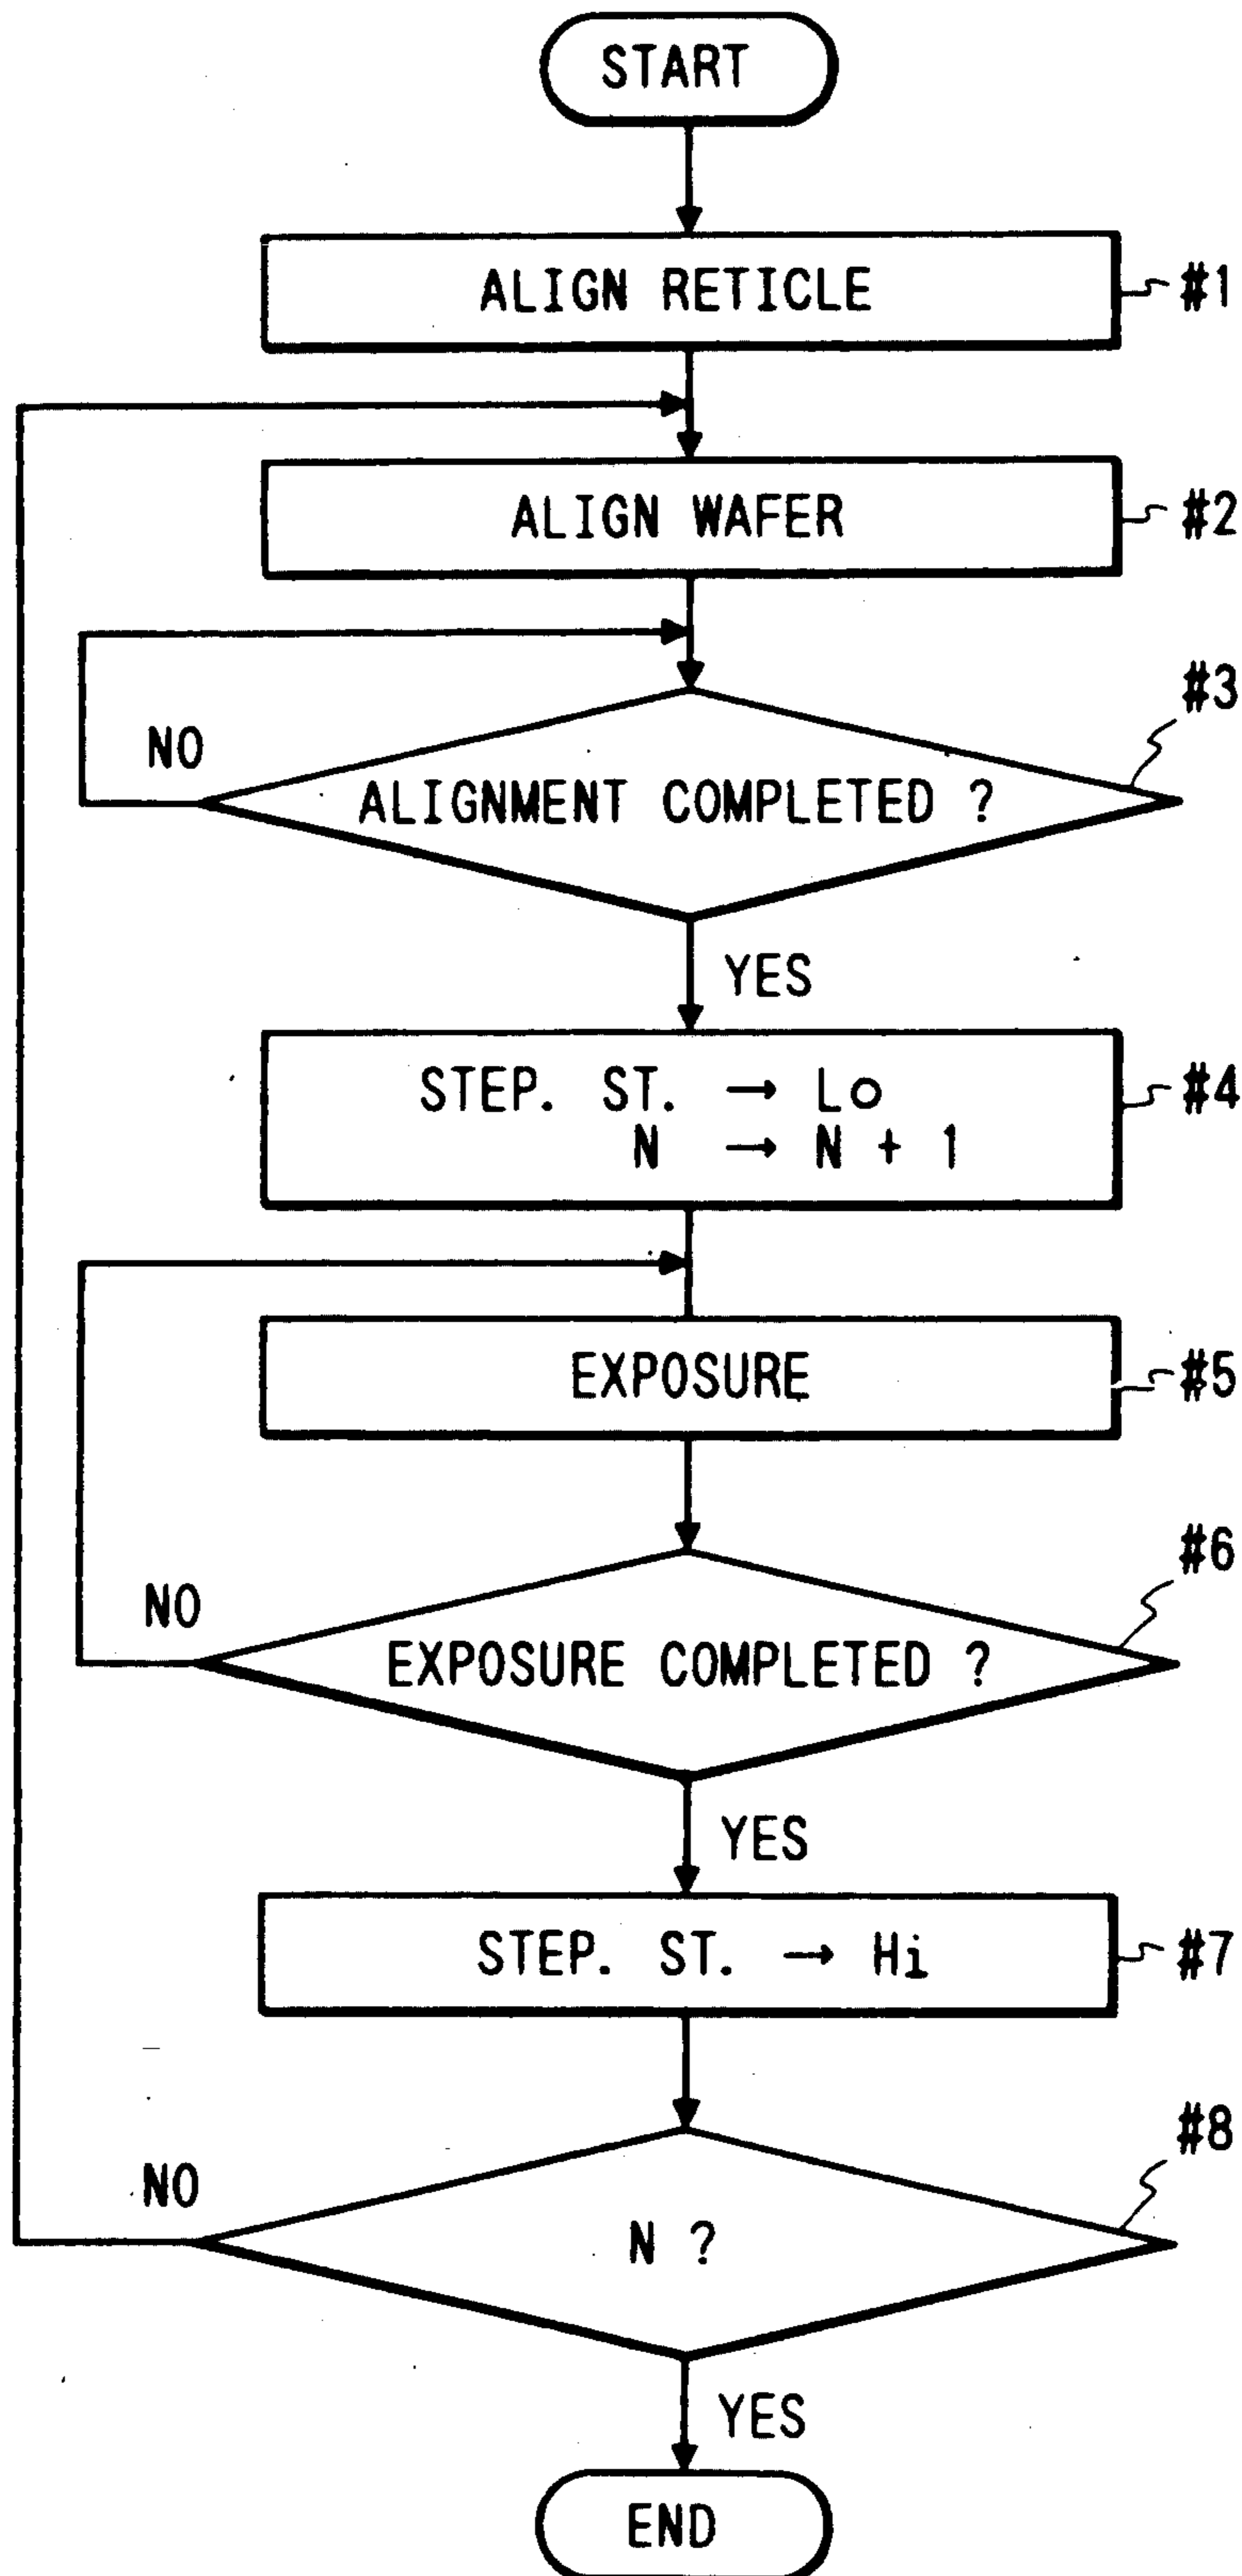 START
ALIGN RETICLE
#1
ALIGN WAFER
#2
#3
NO
ALIGNMENT COMPLETED ?
YES
STEP. ST. → Lo
N → N + 1
#4
EXPOSURE
#5
#6
NO
EXPOSURE COMPLETED ?
YES
STEP. ST. → Hi
#7
#8
NO
N ?
YES
END